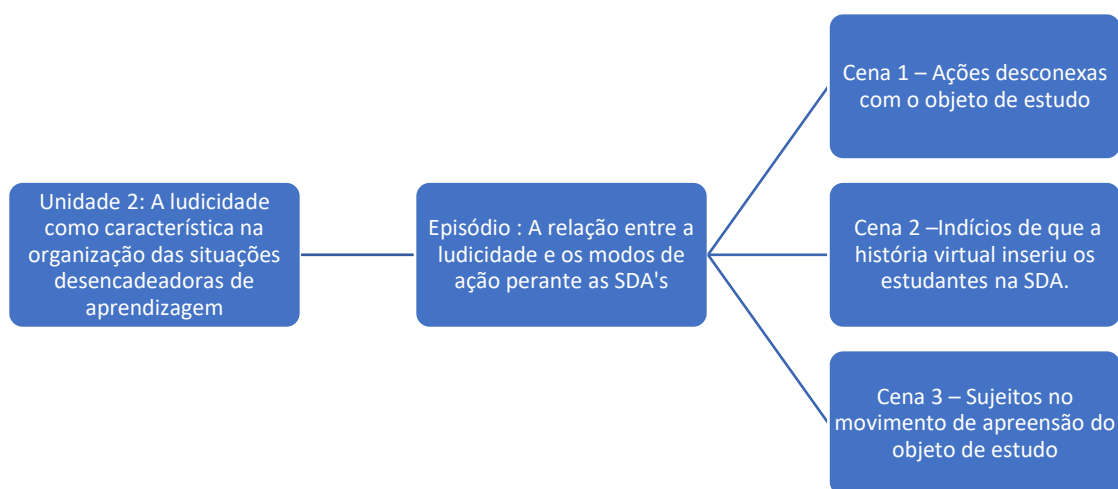 Unidade 2: A ludicidade
como característica na
organização das situações
desencadeadoras de
aprendizagem
Episódio : A relação entre a
ludicidade e os modos de
ação perante as SDA's
Cena 1 – Ações desconexas
com o objeto de estudo
Cena 2 –Indícios de que a
história virtual inseriu os
estudantes na SDA.
Cena 3 – Sujeitos no
movimento de apreensão do
objeto de estudo